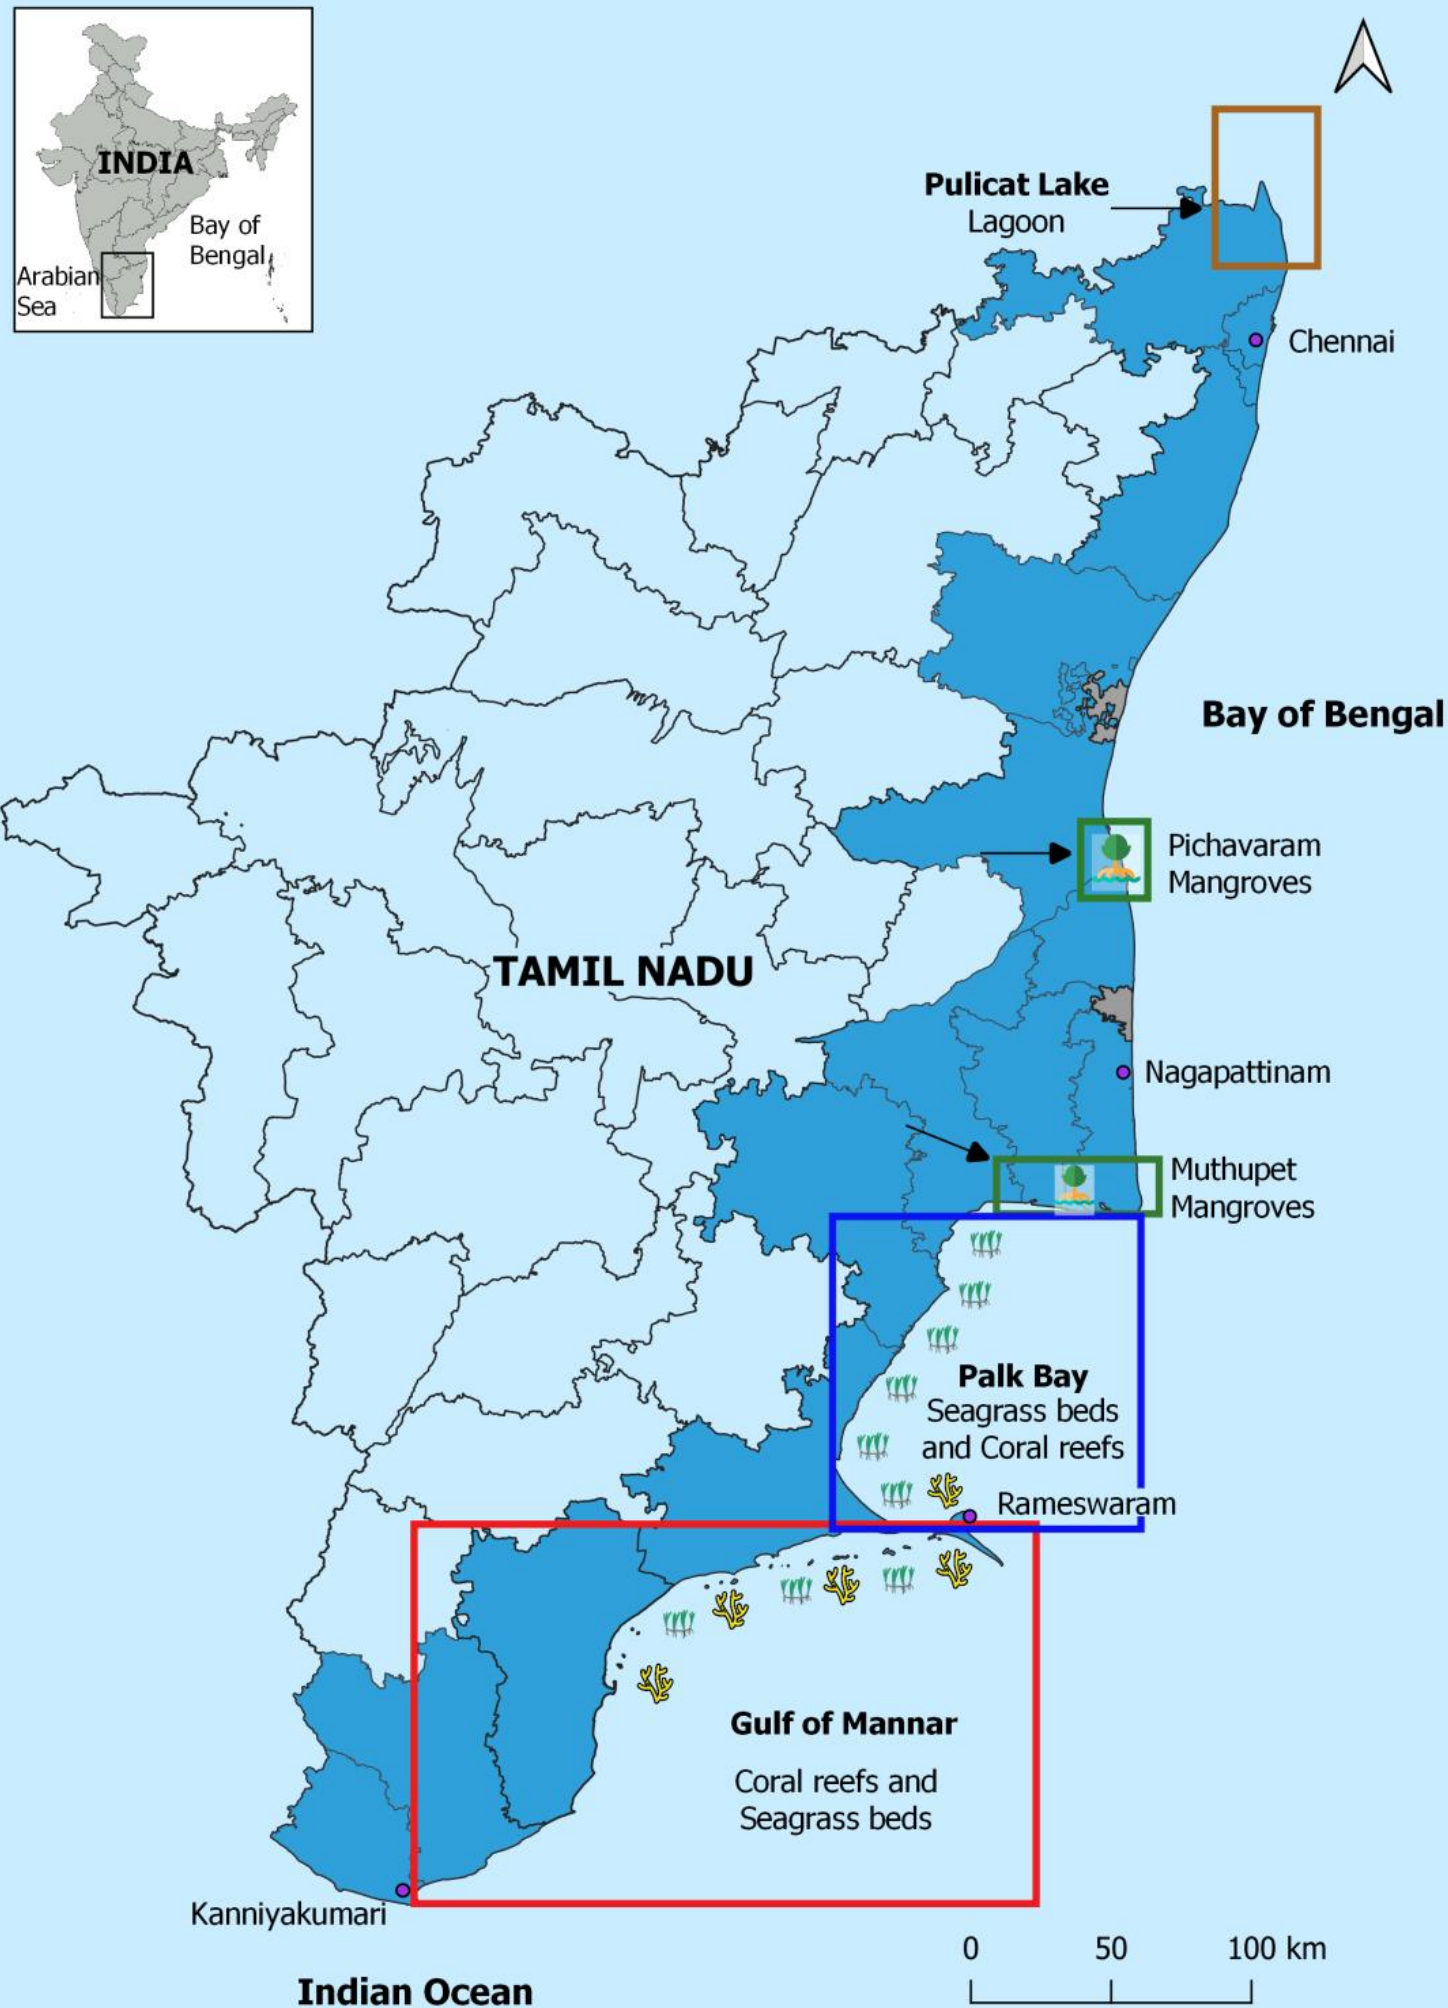 INDIA
Bay of
Bengal
Arabian
Sea
Pulicat Lake
Lagoon
Chennai
Bay of Bengal
Pichavaram
Mangroves
TAMIL NADU
Nagapattinam
Muthupet
Mangroves
Palk Bay
Seagrass beds
and Coral reefs
Rameswaram
Gulf of Mannar
Coral reefs and
Seagrass beds
Kanniyakumari
0 50 100 km
Indian Ocean